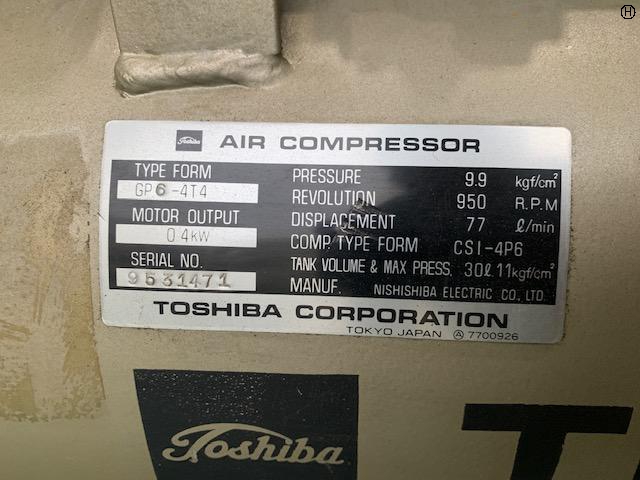 H
Toshiba AIR COMPRESSOR
TYPE FORM
GP6-4T4
MOTOR OUTPUT
0.4kW
SERIAL NO.
9531471
PRESSURE 9.9 kgf/cm²
REVOLUTION 950 R.P.M
DISPLACEMENT 77 ℓ/min
COMP. TYPE FORM CSI-4P6
TANK VOLUME & MAX PRESS. 30ℓ 11kgf/cm²
MANUF. NISHISHIBA ELECTRIC CO., LTD.
TOSHIBA CORPORATION
TOKYO JAPAN Ⓐ 7700926
Toshiba
T